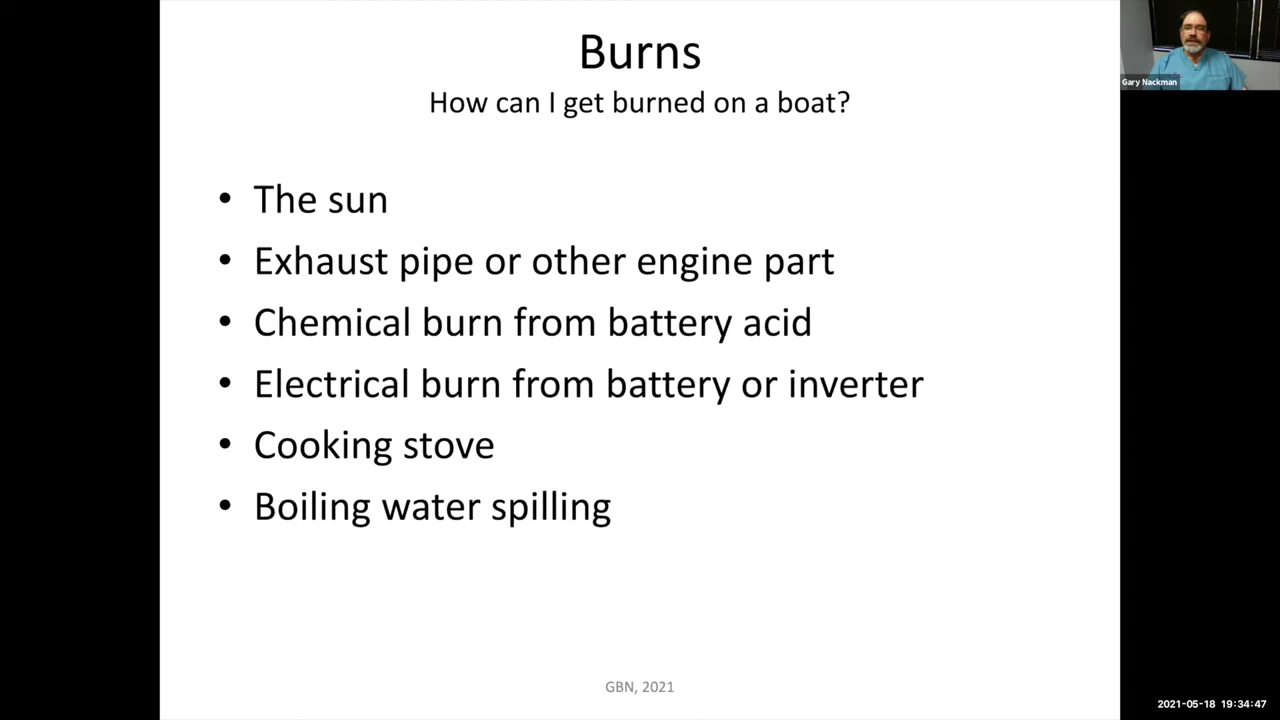 Burns
How can I get burned on a boat?
• The sun
• Exhaust pipe or other engine part
• Chemical burn from battery acid
• Electrical burn from battery or inverter
• Cooking stove
• Boiling water spilling
GBN, 2021
Gary Nackman
2021-05-18 19:34:47